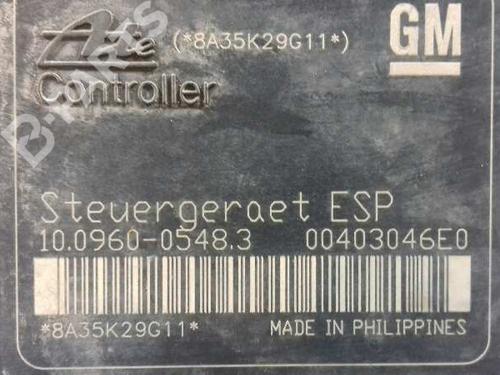 Ate (*8A35K29G11*) GM
Controller
B-Parts
Steuergeraet ESP
10.0960-0548.3 00403046E0
*8A35K29G11* MADE IN PHILIPPINES